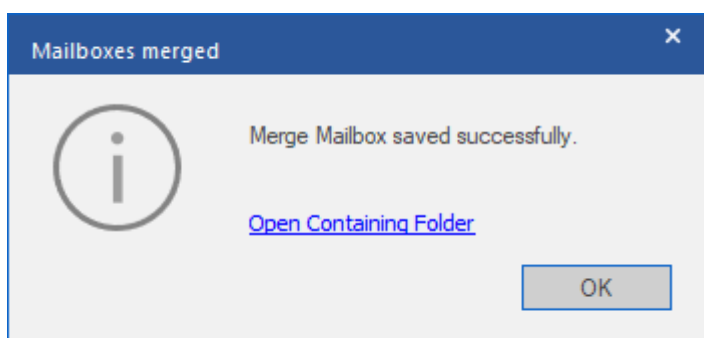 Mailboxes merged
Merge Mailbox saved successfully.
Open Containing Folder
OK